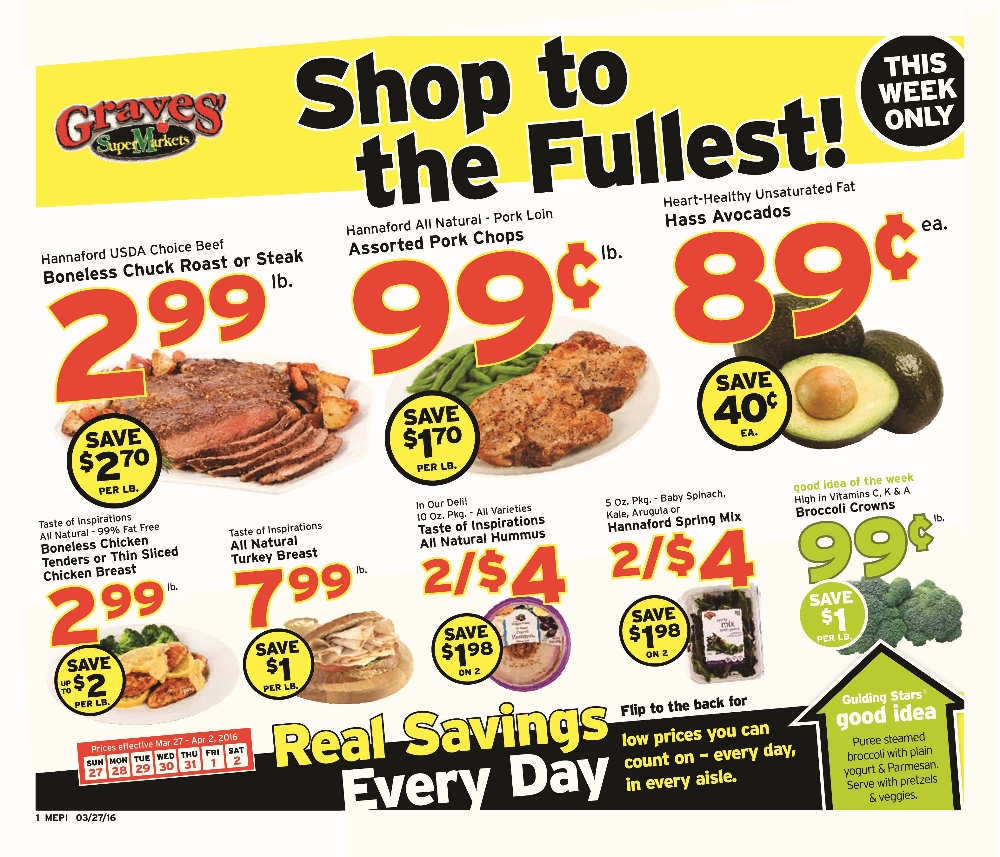 Graves'
SuperMarkets
Shop to
the Fullest!
THIS
WEEK
ONLY
Hannaford USDA Choice Beef
Boneless Chuck Roast or Steak
2 99 lb.
SAVE
$2 70
PER LB.
Hannaford All Natural - Pork Loin
Assorted Pork Chops
99¢ lb.
SAVE
$1 70
PER LB.
Heart-Healthy Unsaturated Fat
Hass Avocados
89¢ ea.
SAVE
40¢
EA.
Taste of Inspirations
All Natural - 99% Fat Free
Boneless Chicken
Tenders or Thin Sliced
Chicken Breast
2 99 lb.
SAVE
UP TO $2
PER LB.
Taste of Inspirations
All Natural
Turkey Breast
7 99 lb.
SAVE
$1
PER LB.
In Our Deli!
10 Oz. Pkg. - All Varieties
Taste of Inspirations
All Natural Hummus
2/$4
SAVE
$1 98
ON 2
5 Oz. Pkg. - Baby Spinach,
Kale, Arugula or
Hannaford Spring Mix
2/$4
SAVE
$1 98
ON 2
mix
good idea of the week
High in Vitamins C, K & A
Broccoli Crowns
99¢ lb.
SAVE
$1
PER LB.
Prices effective Mar 27 - Apr 2, 2016
SUN MON TUE WED THU FRI SAT
27 28 29 30 31 1 2
Real Savings
Every Day
Flip to the back for
low prices you can
count on – every day,
in every aisle.
Guiding Stars
good idea
Puree steamed
broccoli with plain
yogurt & Parmesan.
Serve with pretzels
& veggies.
1 MEPI 03/27/16